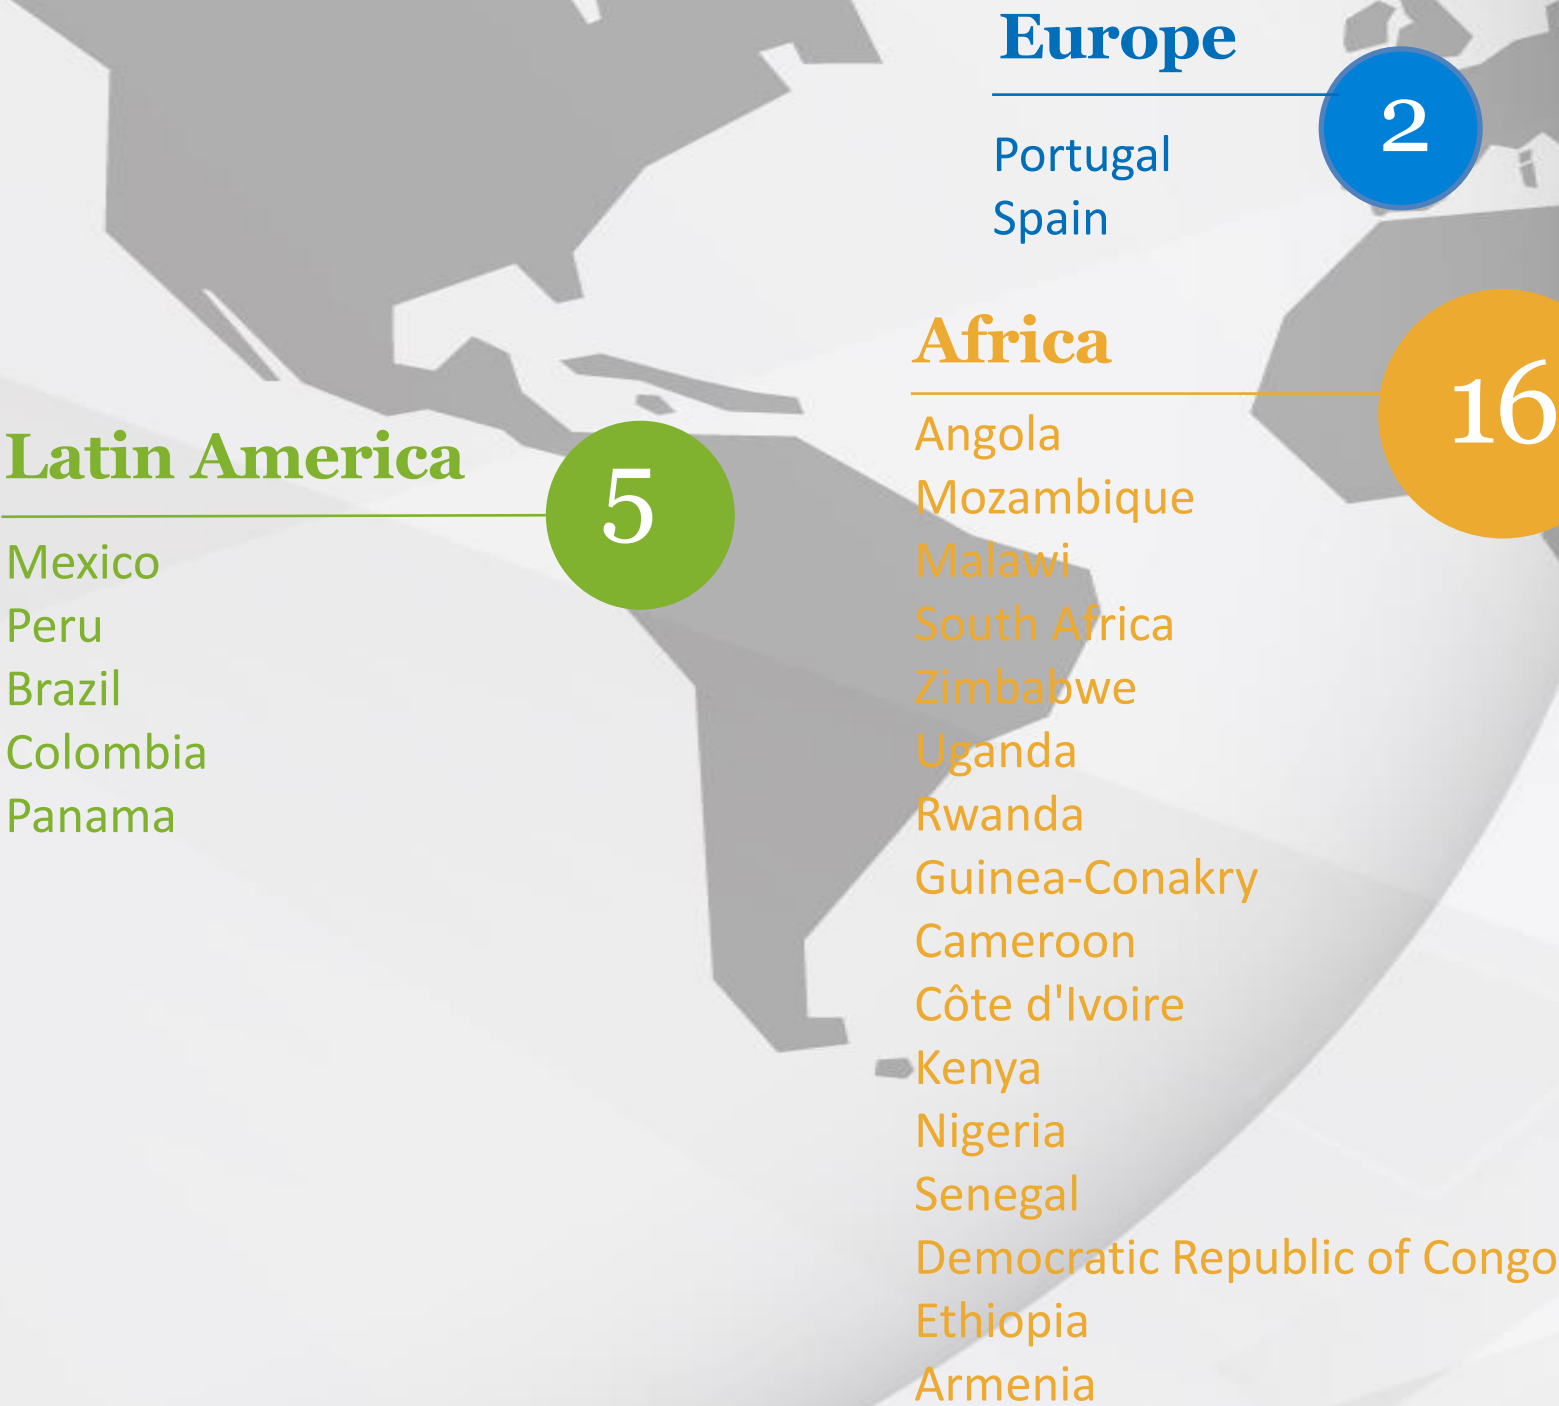 Europe
2
Portugal
Spain
Africa
16
Angola
Mozambique
Malawi
South Africa
Zimbabwe
Uganda
Rwanda
Guinea-Conakry
Cameroon
Côte d'Ivoire
Kenya
Nigeria
Senegal
Democratic Republic of Congo
Ethiopia
Armenia
Latin America
5
Mexico
Peru
Brazil
Colombia
Panama